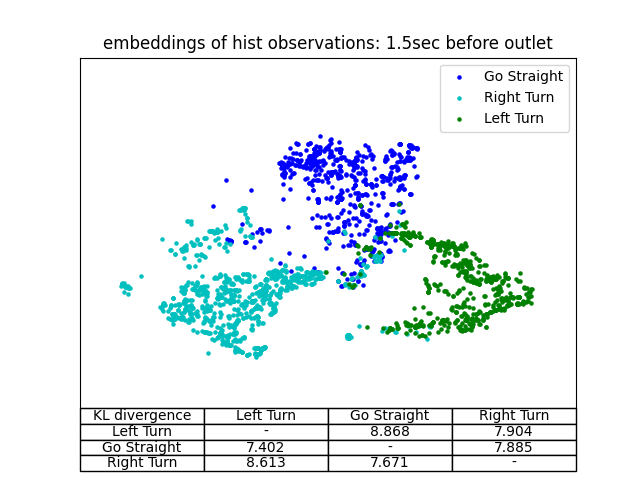 embeddings of hist observations: 1.5sec before outlet
Go Straight
Right Turn
Left Turn
KL divergence Left Turn Go Straight Right Turn
Left Turn - 8.868 7.904
Go Straight 7.402 - 7.885
Right Turn 8.613 7.671 -